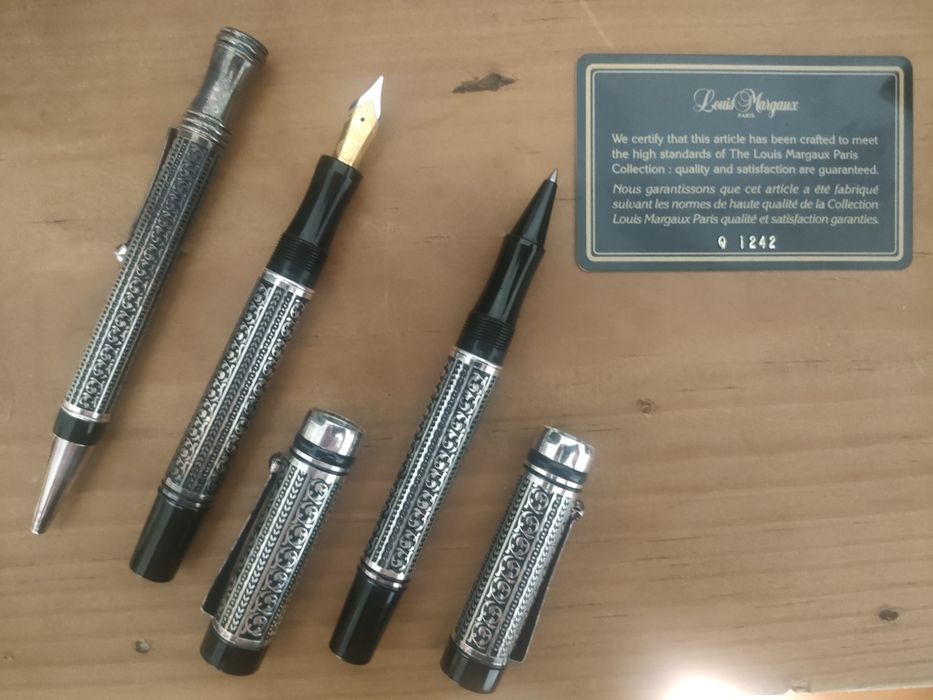 Louis Margaux
PARIS
We certify that this article has been crafted to meet
the high standards of The Louis Margaux Paris
Collection : quality and satisfaction are guaranteed.
Nous garantissons que cet article a été fabriqué
suivant les normes de haute qualité de la Collection
Louis Margaux Paris qualité et satisfaction garanties.
Q 1242